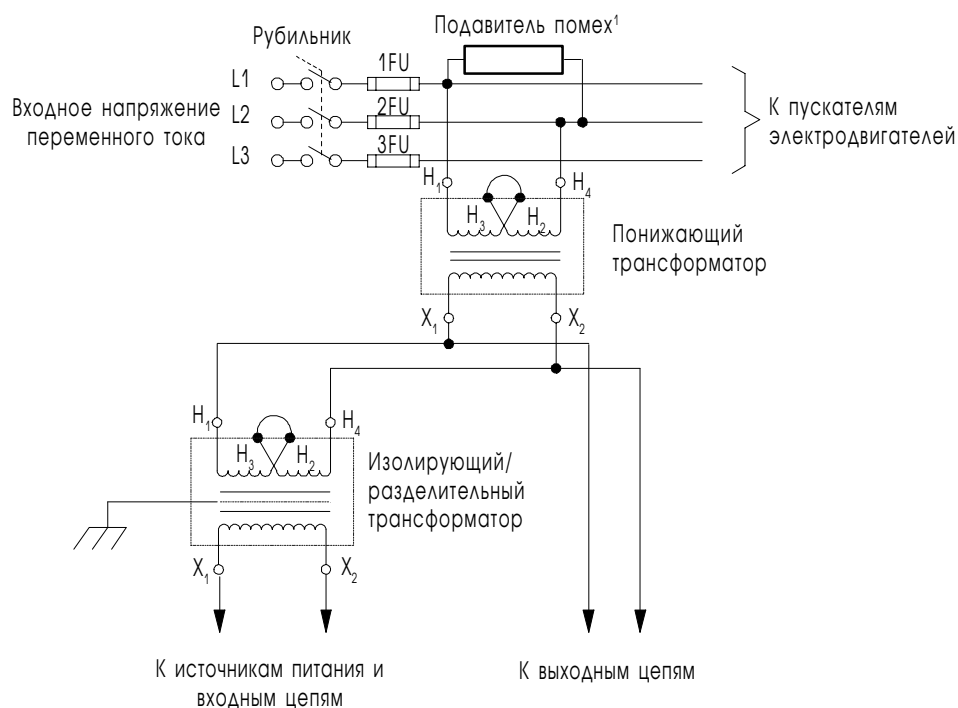 Подавитель помех¹
Рубильник
1FU
L1
Входное напряжение
переменного тока
L2
2FU
К пускателям
электродвигателей
L3
3FU
H₁
H₄
H₃
H₂
Понижающий
трансформатор
X₁
X₂
H₁
H₄
H₃
H₂
Изолирующий/
разделительный
трансформатор
X₁
X₂
К источникам питания и
входным цепям
К выходным цепям